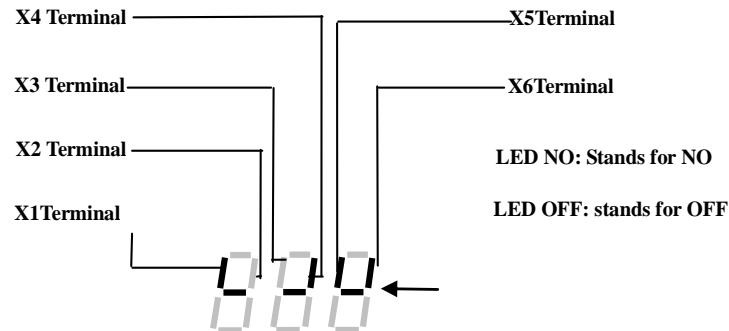 X4 Terminal
X5Terminal
X3 Terminal
X6Terminal
X2 Terminal
LED NO: Stands for NO
X1Terminal
LED OFF: stands for OFF